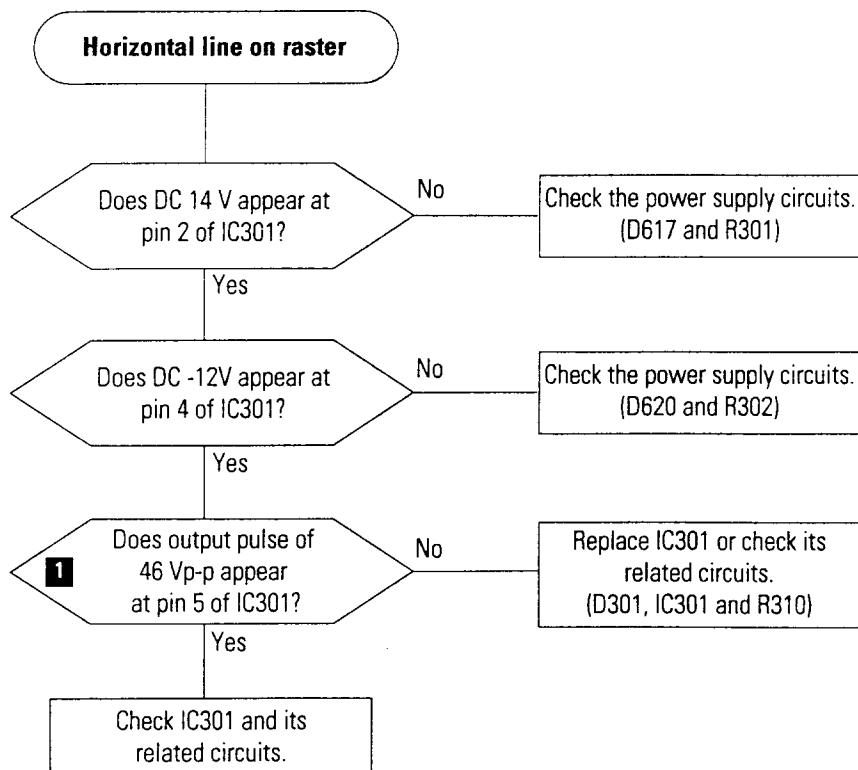 Horizontal line on raster
Does DC 14 V appear at
pin 2 of IC301?
No
Check the power supply circuits.
(D617 and R301)
Yes
Does DC -12V appear at
pin 4 of IC301?
No
Check the power supply circuits.
(D620 and R302)
Yes
1
Does output pulse of
46 Vp-p appear
at pin 5 of IC301?
No
Replace IC301 or check its
related circuits.
(D301, IC301 and R310)
Yes
Check IC301 and its
related circuits.